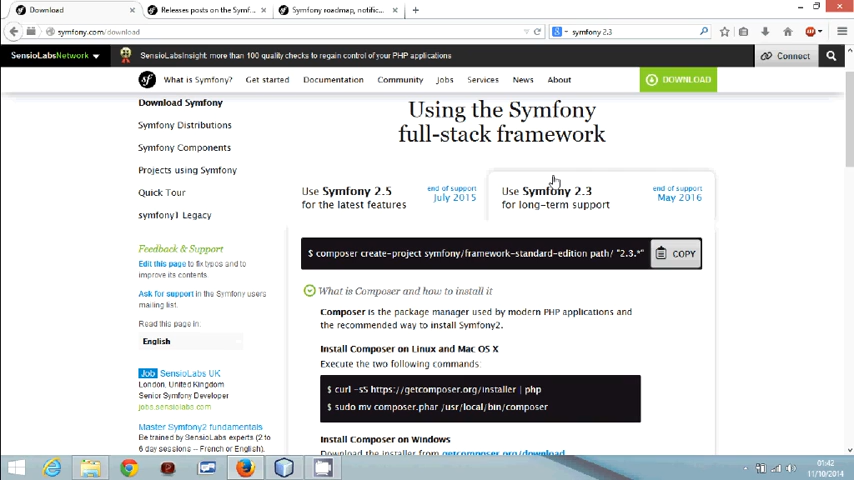 Download
Releases posts on the Symf...
Symfony roadmap, notific...
symfony.com/download
symfony 2.3
SensioLabsNetwork
SensioLabsInsight: more than 100 quality checks to regain control of your PHP applications
Connect
What is Symfony?
Get started
Documentation
Community
Jobs
Services
News
About
DOWNLOAD
Download Symfony
Symfony Distributions
Symfony Components
Projects using Symfony
Quick Tour
symfony1 Legacy
Feedback & Support
Edit this page to fix typos and to
improve its contents.
Ask for support in the Symfony users
mailing list.
Read this page in:
English
Job SensioLabs UK
London, United Kingdom
Senior Symfony Developer
jobs.sensiolabs.com
Master Symfony2 fundamentals
Be trained by SensioLabs experts (2 to
6 day sessions -- French or English).
Using the Symfony
full-stack framework
Use Symfony 2.5
for the latest features
end of support
July 2015
Use Symfony 2.3
for long-term support
end of support
May 2016
$ composer create-project symfony/framework-standard-edition path/ "2.3.*"
COPY
What is Composer and how to install it
Composer is the package manager used by modern PHP applications and
the recommended way to install Symfony2.
Install Composer on Linux and Mac OS X
Execute the two following commands:
$ curl -sS https://getcomposer.org/installer | php
$ sudo mv composer.phar /usr/local/bin/composer
Install Composer on Windows
Download the installer from getcomposer.org/download
01:42
11/10/2014